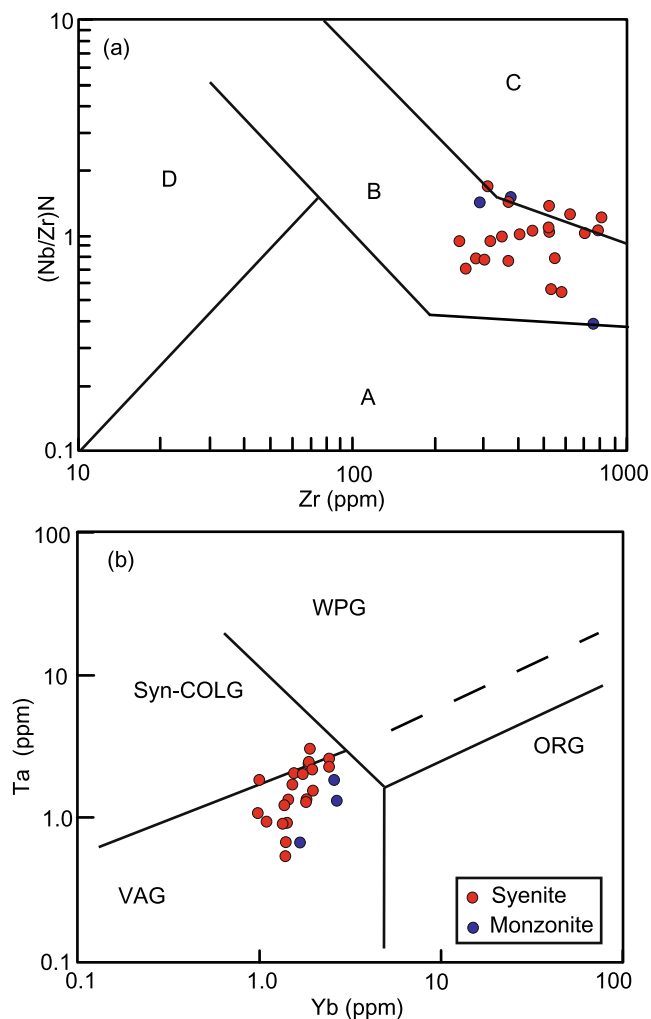 10
(a)
C
D
B
(Nb/Zr)N
1
A
0.1
10
100
1000
Zr (ppm)
100
(b)
WPG
Syn-COLG
10
Ta (ppm)
ORG
1.0
VAG
Syenite
Monzonite
0.1
0.1
1.0
10
100
Yb (ppm)